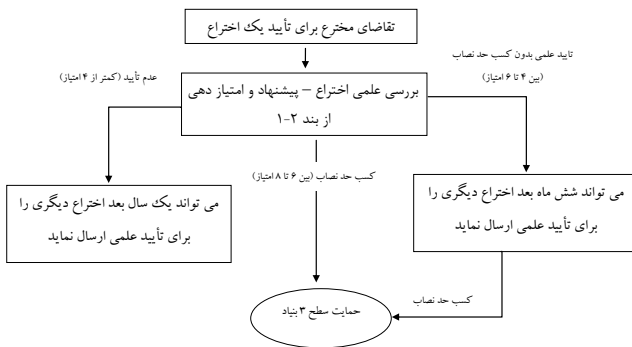 تقاضای مخترع برای تأیید یک اختراع
تایید علمی بدون کسب حد نصاب
(بین ۴ تا ۶ امتیاز)
عدم تأیید (کمتر از ۴ امتیاز)
بررسی علمی اختراع – پیشنهاد و امتیاز دهی
از بند ۲-۱
کسب حد نصاب (بین ۶ تا ۸ امتیاز)
می تواند شش ماه بعد اختراع دیگری را
برای تأیید علمی ارسال نماید
می تواند یک سال بعد اختراع دیگری را
برای تأیید علمی ارسال نماید
کسب حد نصاب
حمایت سطح ۳ بنیاد